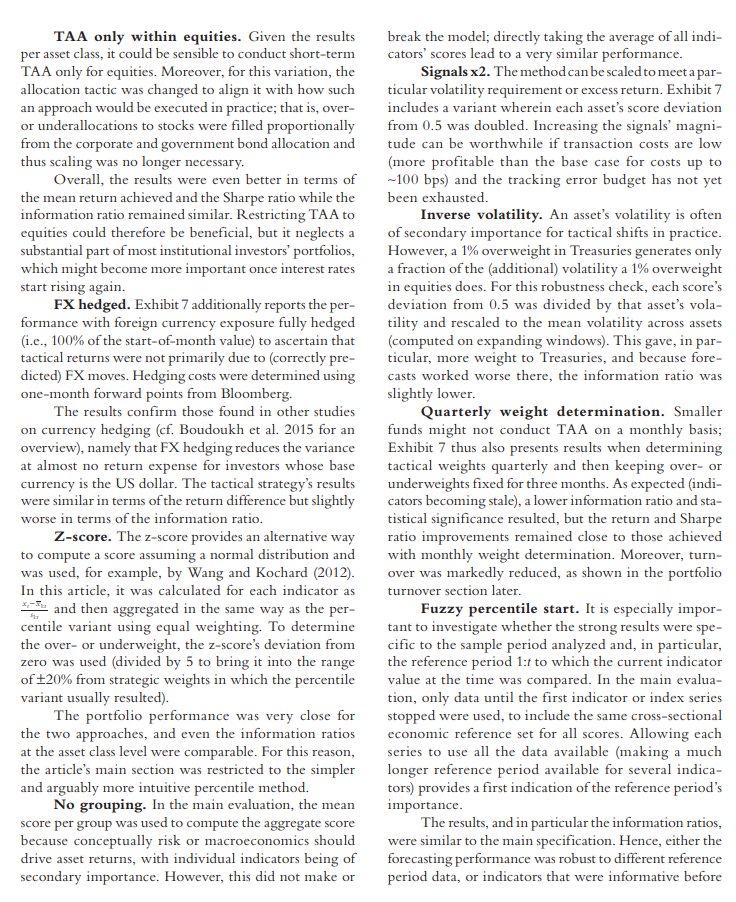 TAA only within equities. Given the results
per asset class, it could be sensible to conduct short-term
TAA only for equities. Moreover, for this variation, the
allocation tactic was changed to align it with how such
an approach would be executed in practice; that is, over-
or underallocations to stocks were filled proportionally
from the corporate and government bond allocation and
thus scaling was no longer necessary.
Overall, the results were even better in terms of
the mean return achieved and the Sharpe ratio while the
information ratio remained similar. Restricting TAA to
equities could therefore be beneficial, but it neglects a
substantial part of most institutional investors' portfolios,
which might become more important once interest rates
start rising again.
FX hedged. Exhibit 7 additionally reports the per-
formance with foreign currency exposure fully hedged
(i.e., 100% of the start-of-month value) to ascertain that
tactical returns were not primarily due to (correctly pre-
dicted) FX moves. Hedging costs were determined using
one-month forward points from Bloomberg.
The results confirm those found in other studies
on currency hedging (cf. Boudoukh et al. 2015 for an
overview), namely that FX hedging reduces the variance
at almost no return expense for investors whose base
currency is the US dollar. The tactical strategy's results
were similar in terms of the return difference but slightly
worse in terms of the information ratio.
Z-score. The z-score provides an alternative way
to compute a score assuming a normal distribution and
was used, for example, by Wang and Kochard (2012).
In this article, it was calculated for each indicator as
and then aggregated in the same way as the per-
centile variant using equal weighting. To determine
the over- or underweight, the z-score's deviation from
zero was used (divided by 5 to bring it into the range
of ±20% from strategic weights in which the percentile
variant usually resulted).
The portfolio performance was very close for
the two approaches, and even the information ratios
at the asset class level were comparable. For this reason,
the article's main section was restricted to the simpler
and arguably more intuitive percentile method.
No grouping. In the main evaluation, the mean
score per group was used to compute the aggregate score
because conceptually risk or macroeconomics should
drive asset returns, with individual indicators being of
secondary importance. However, this did not make or
break the model; directly taking the average of all indi-
cators' scores lead to a very similar performance.
Signals x2. The method can be scaled to meet a par-
ticular volatility requirement or excess return. Exhibit 7
includes a variant wherein each asset's score deviation
from 0.5 was doubled. Increasing the signals' magni-
tude can be worthwhile if transaction costs are low
(more profitable than the base case for costs up to
~100 bps) and the tracking error budget has not yet
been exhausted.
Inverse volatility. An asset's volatility is often
of secondary importance for tactical shifts in practice.
However, a 1% overweight in Treasuries generates only
a fraction of the (additional) volatility a 1% overweight
in equities does. For this robustness check, each score's
deviation from 0.5 was divided by that asset's vola-
tility and rescaled to the mean volatility across assets
(computed on expanding windows). This gave, in par-
ticular, more weight to Treasuries, and because fore-
casts worked worse there, the information ratio was
slightly lower.
Quarterly weight determination. Smaller
funds might not conduct TAA on a monthly basis;
Exhibit 7 thus also presents results when determining
tactical weights quarterly and then keeping over- or
underweights fixed for three months. As expected (indi-
cators becoming stale), a lower information ratio and sta-
tistical significance resulted, but the return and Sharpe
ratio improvements remained close to those achieved
with monthly weight determination. Moreover, turn-
over was markedly reduced, as shown in the portfolio
turnover section later.
Fuzzy percentile start. It is especially impor-
tant to investigate whether the strong results were spe-
cific to the sample period analyzed and, in particular,
the reference period 1:t to which the current indicator
value at the time was compared. In the main evalua-
tion, only data until the first indicator or index series
stopped were used, to include the same cross-sectional
economic reference set for all scores. Allowing each
series to use all the data available (making a much
longer reference period available for several indica-
tors) provides a first indication of the reference period's
importance.
The results, and in particular the information ratios,
were similar to the main specification. Hence, either the
forecasting performance was robust to different reference
period data, or indicators that were informative before